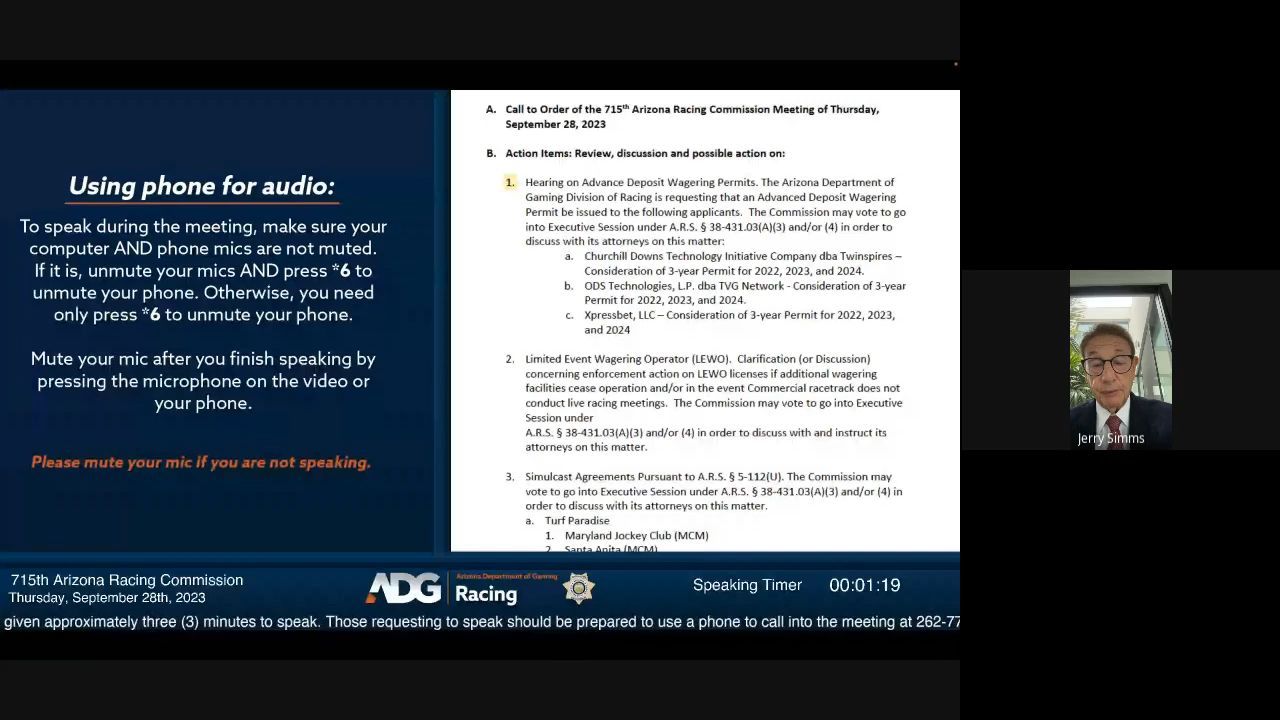 Using phone for audio:
To speak during the meeting, make sure your
computer AND phone mics are not muted.
If it is, unmute your mics AND press *6 to
unmute your phone. Otherwise, you need
only press *6 to unmute your phone.
Mute your mic after you finish speaking by
pressing the microphone on the video or
your phone.
Please mute your mic if you are not speaking.
A. Call to Order of the 715th Arizona Racing Commission Meeting of Thursday,
September 28, 2023
B. Action Items: Review, discussion and possible action on:
1. Hearing on Advance Deposit Wagering Permits. The Arizona Department of
Gaming Division of Racing is requesting that an Advanced Deposit Wagering
Permit be issued to the following applicants. The Commission may vote to go
into Executive Session under A.R.S. § 38-431.03(A)(3) and/or (4) in order to
discuss with its attorneys on this matter:
a. Churchill Downs Technology Initiative Company dba Twinspires –
Consideration of 3-year Permit for 2022, 2023, and 2024.
b. ODS Technologies, L.P. dba TVG Network - Consideration of 3-year
Permit for 2022, 2023, and 2024.
c. Xpressbet, LLC – Consideration of 3-year Permit for 2022, 2023,
and 2024
2. Limited Event Wagering Operator (LEWO). Clarification (or Discussion)
concerning enforcement action on LEWO licenses if additional wagering
facilities cease operation and/or in the event Commercial racetrack does not
conduct live racing meetings. The Commission may vote to go into Executive
Session under
A.R.S. § 38-431.03(A)(3) and/or (4) in order to discuss with and instruct its
attorneys on this matter.
3. Simulcast Agreements Pursuant to A.R.S. § 5-112(U). The Commission may
vote to go into Executive Session under A.R.S. § 38-431.03(A)(3) and/or (4) in
order to discuss with its attorneys on this matter.
a. Turf Paradise
1. Maryland Jockey Club (MCM)
2. Santa Anita (MCM)
Jerry Simms
715th Arizona Racing Commission
Thursday, September 28th, 2023
ADG
Arizona Department of Gaming
Racing
Speaking Timer 00:01:19
given approximately three (3) minutes to speak. Those requesting to speak should be prepared to use a phone to call into the meeting at 262-77